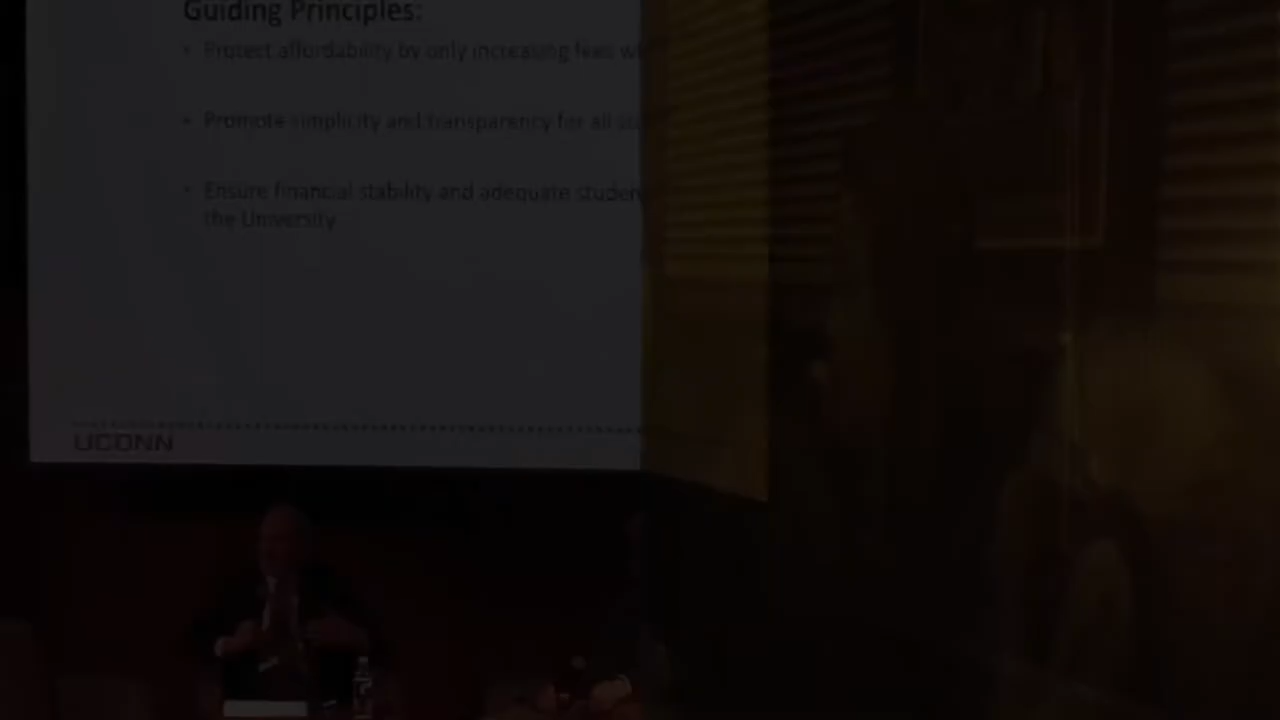 Guiding Principles:
• Protect affordability by only increasing fees
• Promote simplicity and transparency for all
• Ensure financial stability and adequate
the University
UCONN